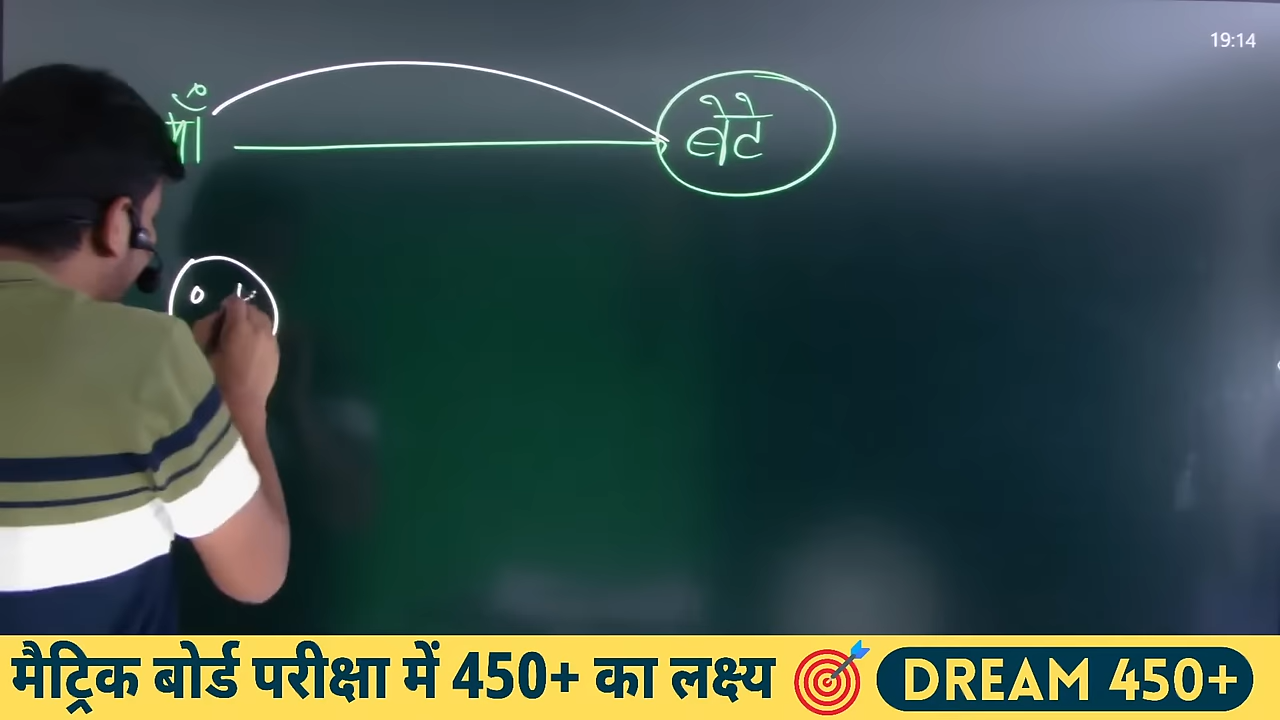 19:14
माँ बेटे
मैट्रिक बोर्ड परीक्षा में 450+ का लक्ष्य DREAM 450+